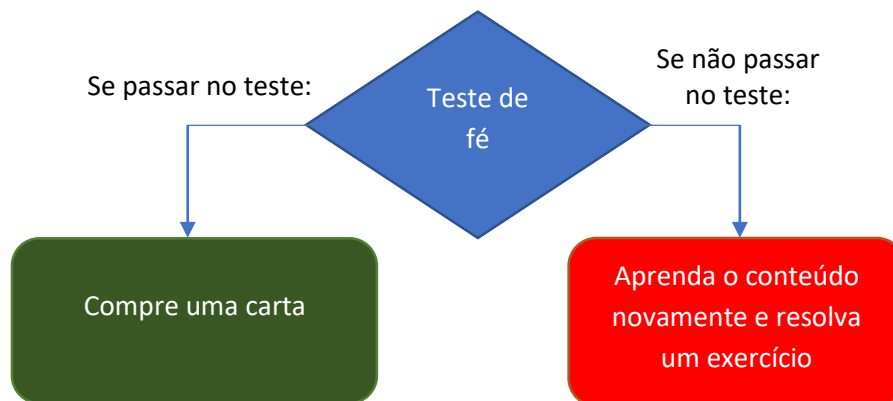 Se passar no teste:
Teste de
fé
Se não passar
no teste:
Compre uma carta
Aprenda o conteúdo
novamente e resolva
um exercício